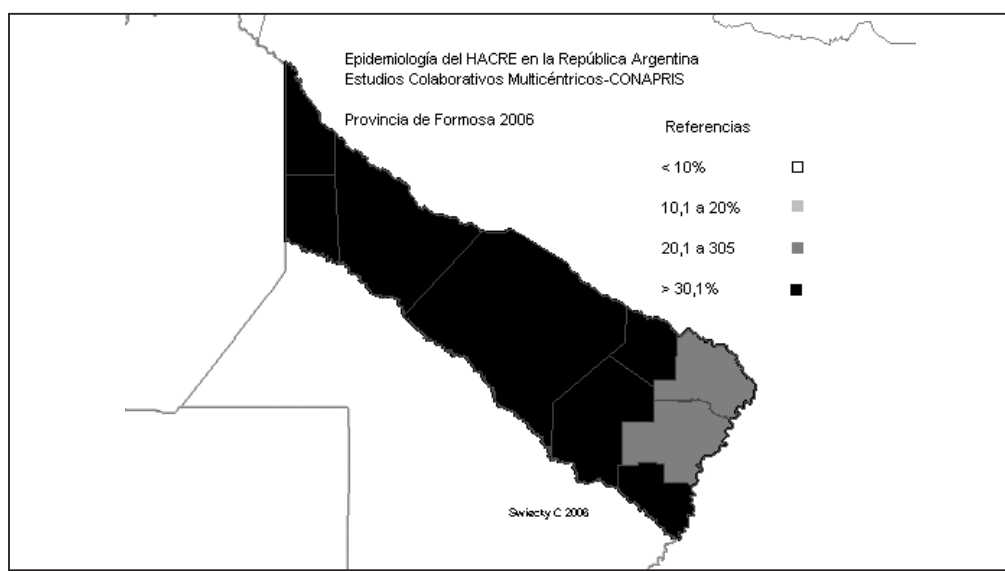 Epidemiología del HACRE en la República Argentina
Estudios Colaborativos Multicéntricos-CONAPRIS
Provincia de Formosa 2006
Referencias
< 10%
10,1 a 20%
20,1 a 305
> 30,1%
Swiecty C 2006